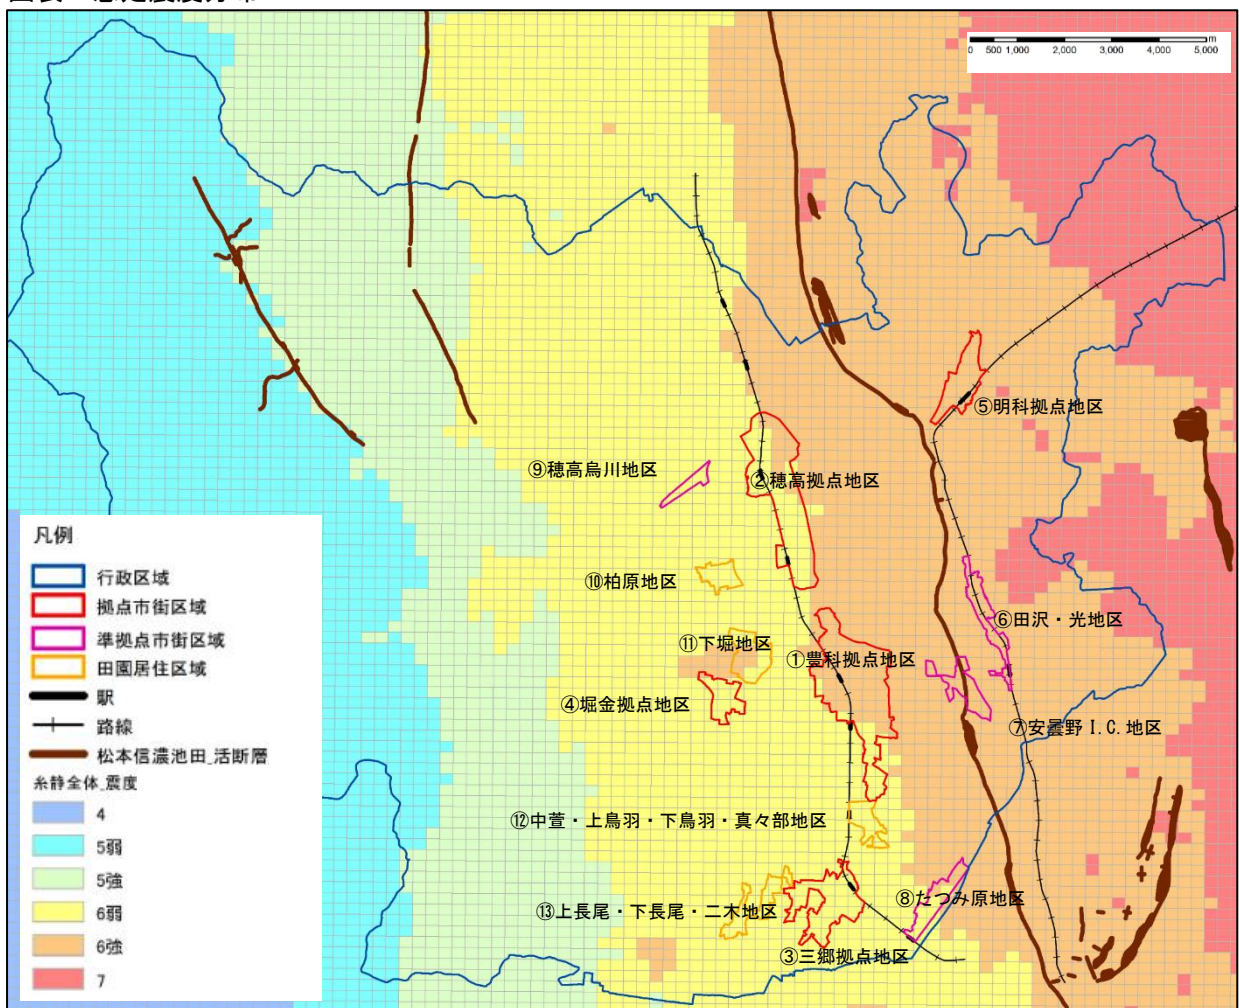 m
0 500 1,000 2,000 3,000 4,000 5,000
⑤明科拠点地区
⑨穂高烏川地区
②穂高拠点地区
⑩柏原地区
⑥田沢・光地区
⑪下堀地区
①豊科拠点地区
④堀金拠点地区
⑦安曇野I.C.地区
⑫中萱・上鳥羽・下鳥羽・真々部地区
⑧たつみ原地区
⑬上長尾・下長尾・二木地区
③三郷拠点地区
凡例
行政区域
拠点市街区域
準拠点市街区域
田園居住区域
駅
路線
松本信濃池田_活断層
糸静全体_震度
4
5弱
5強
6弱
6強
7